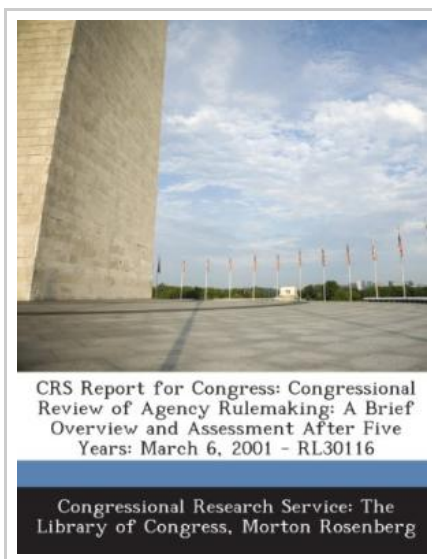 CRS Report for Congress: Congressional
Review of Agency Rulemaking: A Brief
Overview and Assessment After Five
Years: March 6, 2001 - RL30116
Congressional Research Service: The
Library of Congress, Morton Rosenberg